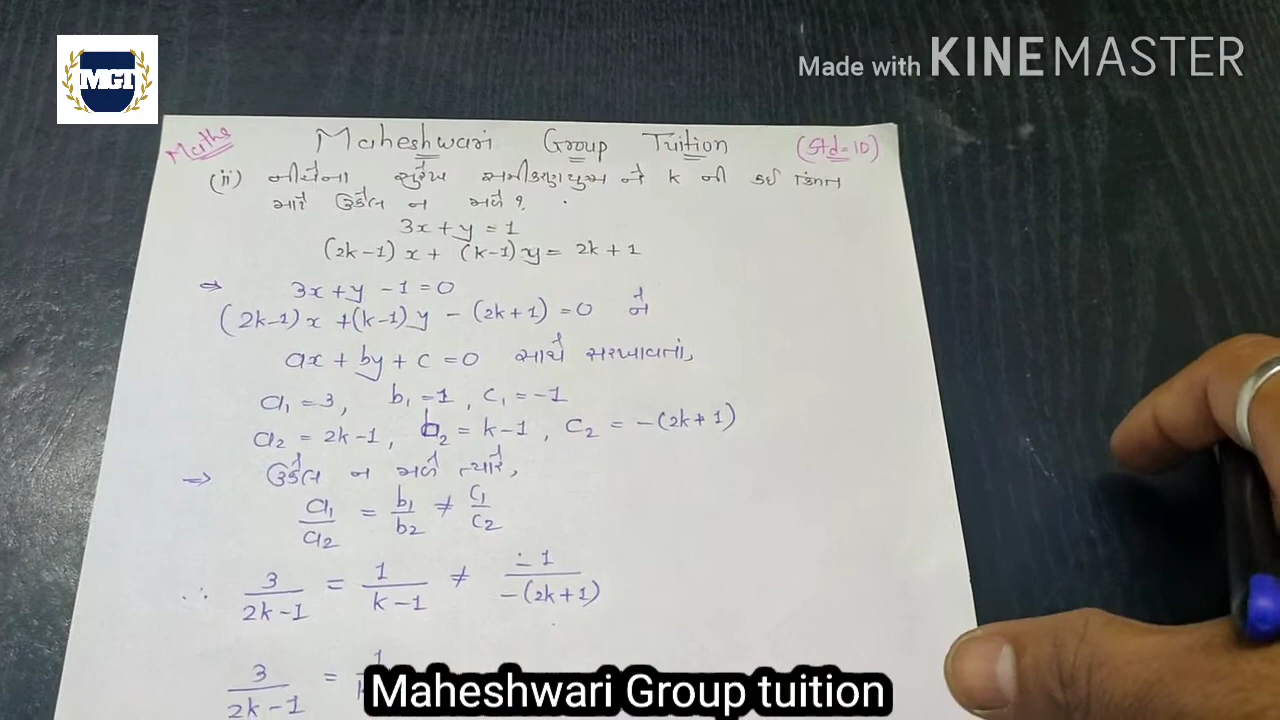 MGT
Made with KINEMASTER
Maths
Maheshwari Group Tuition
(Std=10)
(ii) નીચેના સુરેખ સમીકરણયુગ્મ ને k ની કઈ કિંમત
માટે ઉકેલ ન મળે ?
3x + y = 1
(2k-1) x + (k-1) y = 2k + 1
⇒ 3x + y - 1 = 0
(2k-1) x + (k-1) y - (2k+1) = 0 ને
ax + by + c = 0 સાથે સરખાવતાં,
a₁ = 3, b₁ = 1, c₁ = -1
a₂ = 2k-1, b₂ = k-1, c₂ = -(2k+1)
⇒ ઉકેલ ન મળે ત્યારે,
a₁/a₂ = b₁/b₂ ≠ c₁/c₂
∴ 3/(2k-1) = 1/(k-1) ≠ -1/-(2k+1)
3/(2k-1) = 1/
Maheshwari Group tuition